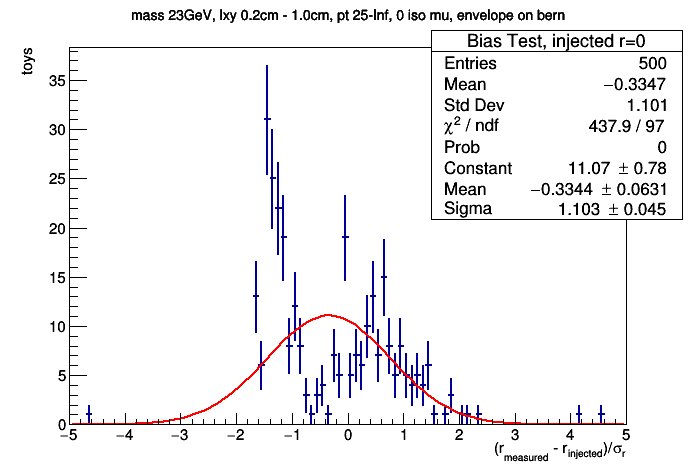 mass 23GeV, lxy 0.2cm - 1.0cm, pt 25-Inf, 0 iso mu, envelope on bern
toys
Bias Test, injected r=0
Entries 500
Mean −0.3347
Std Dev 1.101
χ² / ndf 437.9 / 97
Prob 0
Constant 11.07 ± 0.78
Mean −0.3344 ± 0.0631
Sigma 1.103 ± 0.045
35
30
25
20
15
10
5
0
−5 −4 −3 −2 −1 0 1 2 3 4 5
(r_measured - r_injected)/σ_r